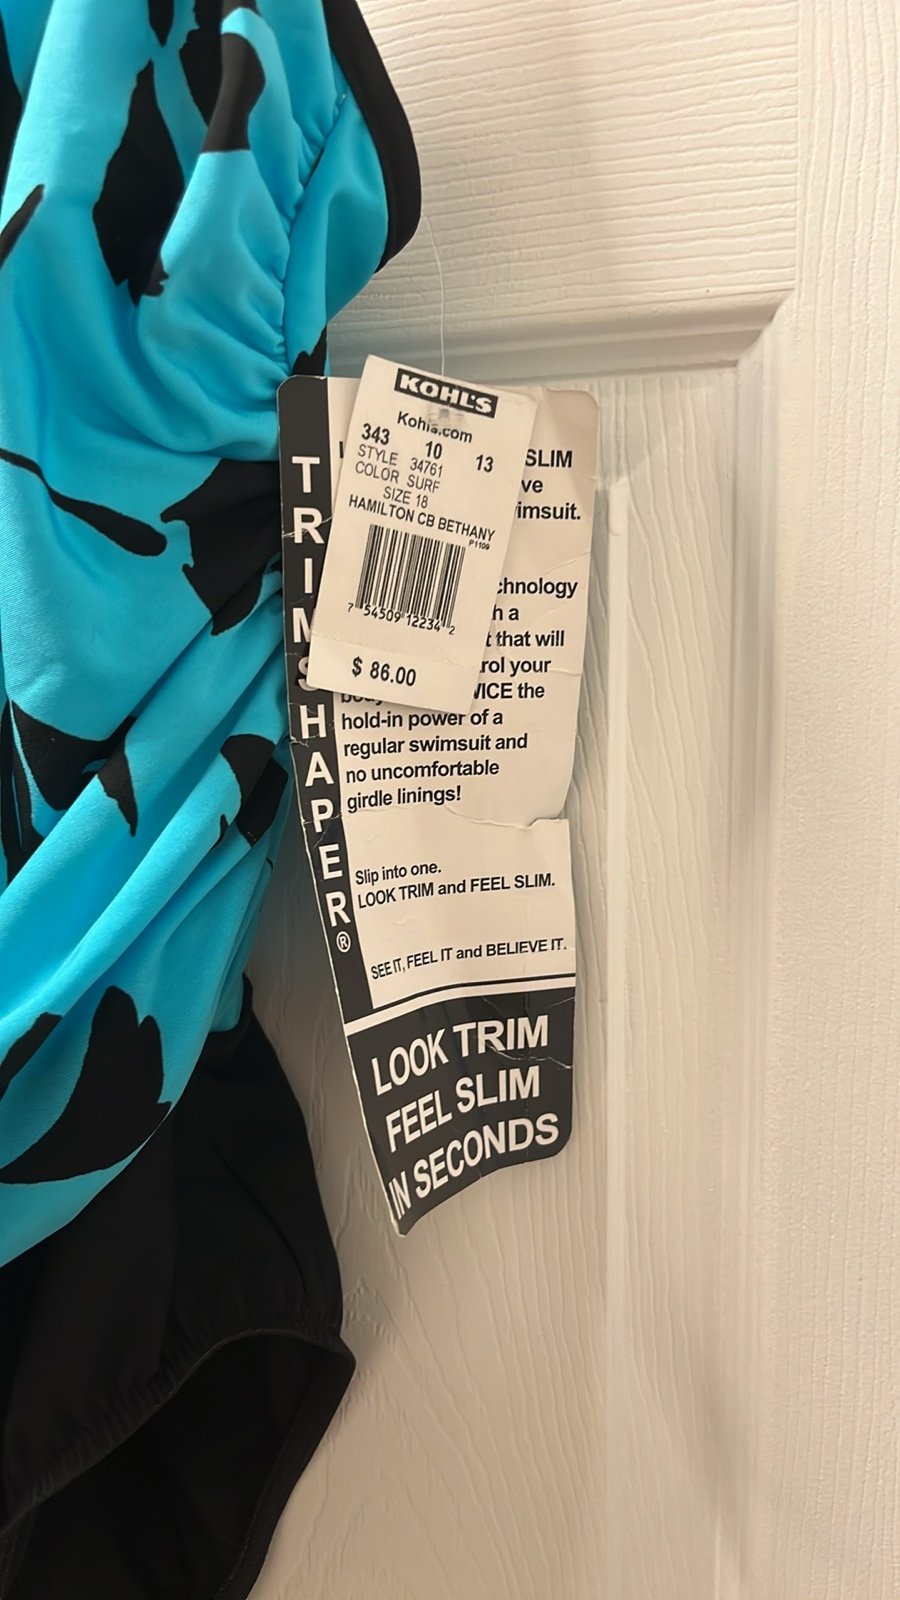 KOHL'S
Kohls.com
343 10 13
STYLE 34761
COLOR SURF
SIZE 18
HAMILTON CB BETHANY
P1109
7 54509 12234 2
$ 86.00
TRIMSHAPER®
SLIM
ve
imsuit.
chnology
h a
t that will
rol your
TWICE the
hold-in power of a
regular swimsuit and
no uncomfortable
girdle linings!
Slip into one.
LOOK TRIM and FEEL SLIM.
SEE IT, FEEL IT and BELIEVE IT.
LOOK TRIM
FEEL SLIM
IN SECONDS